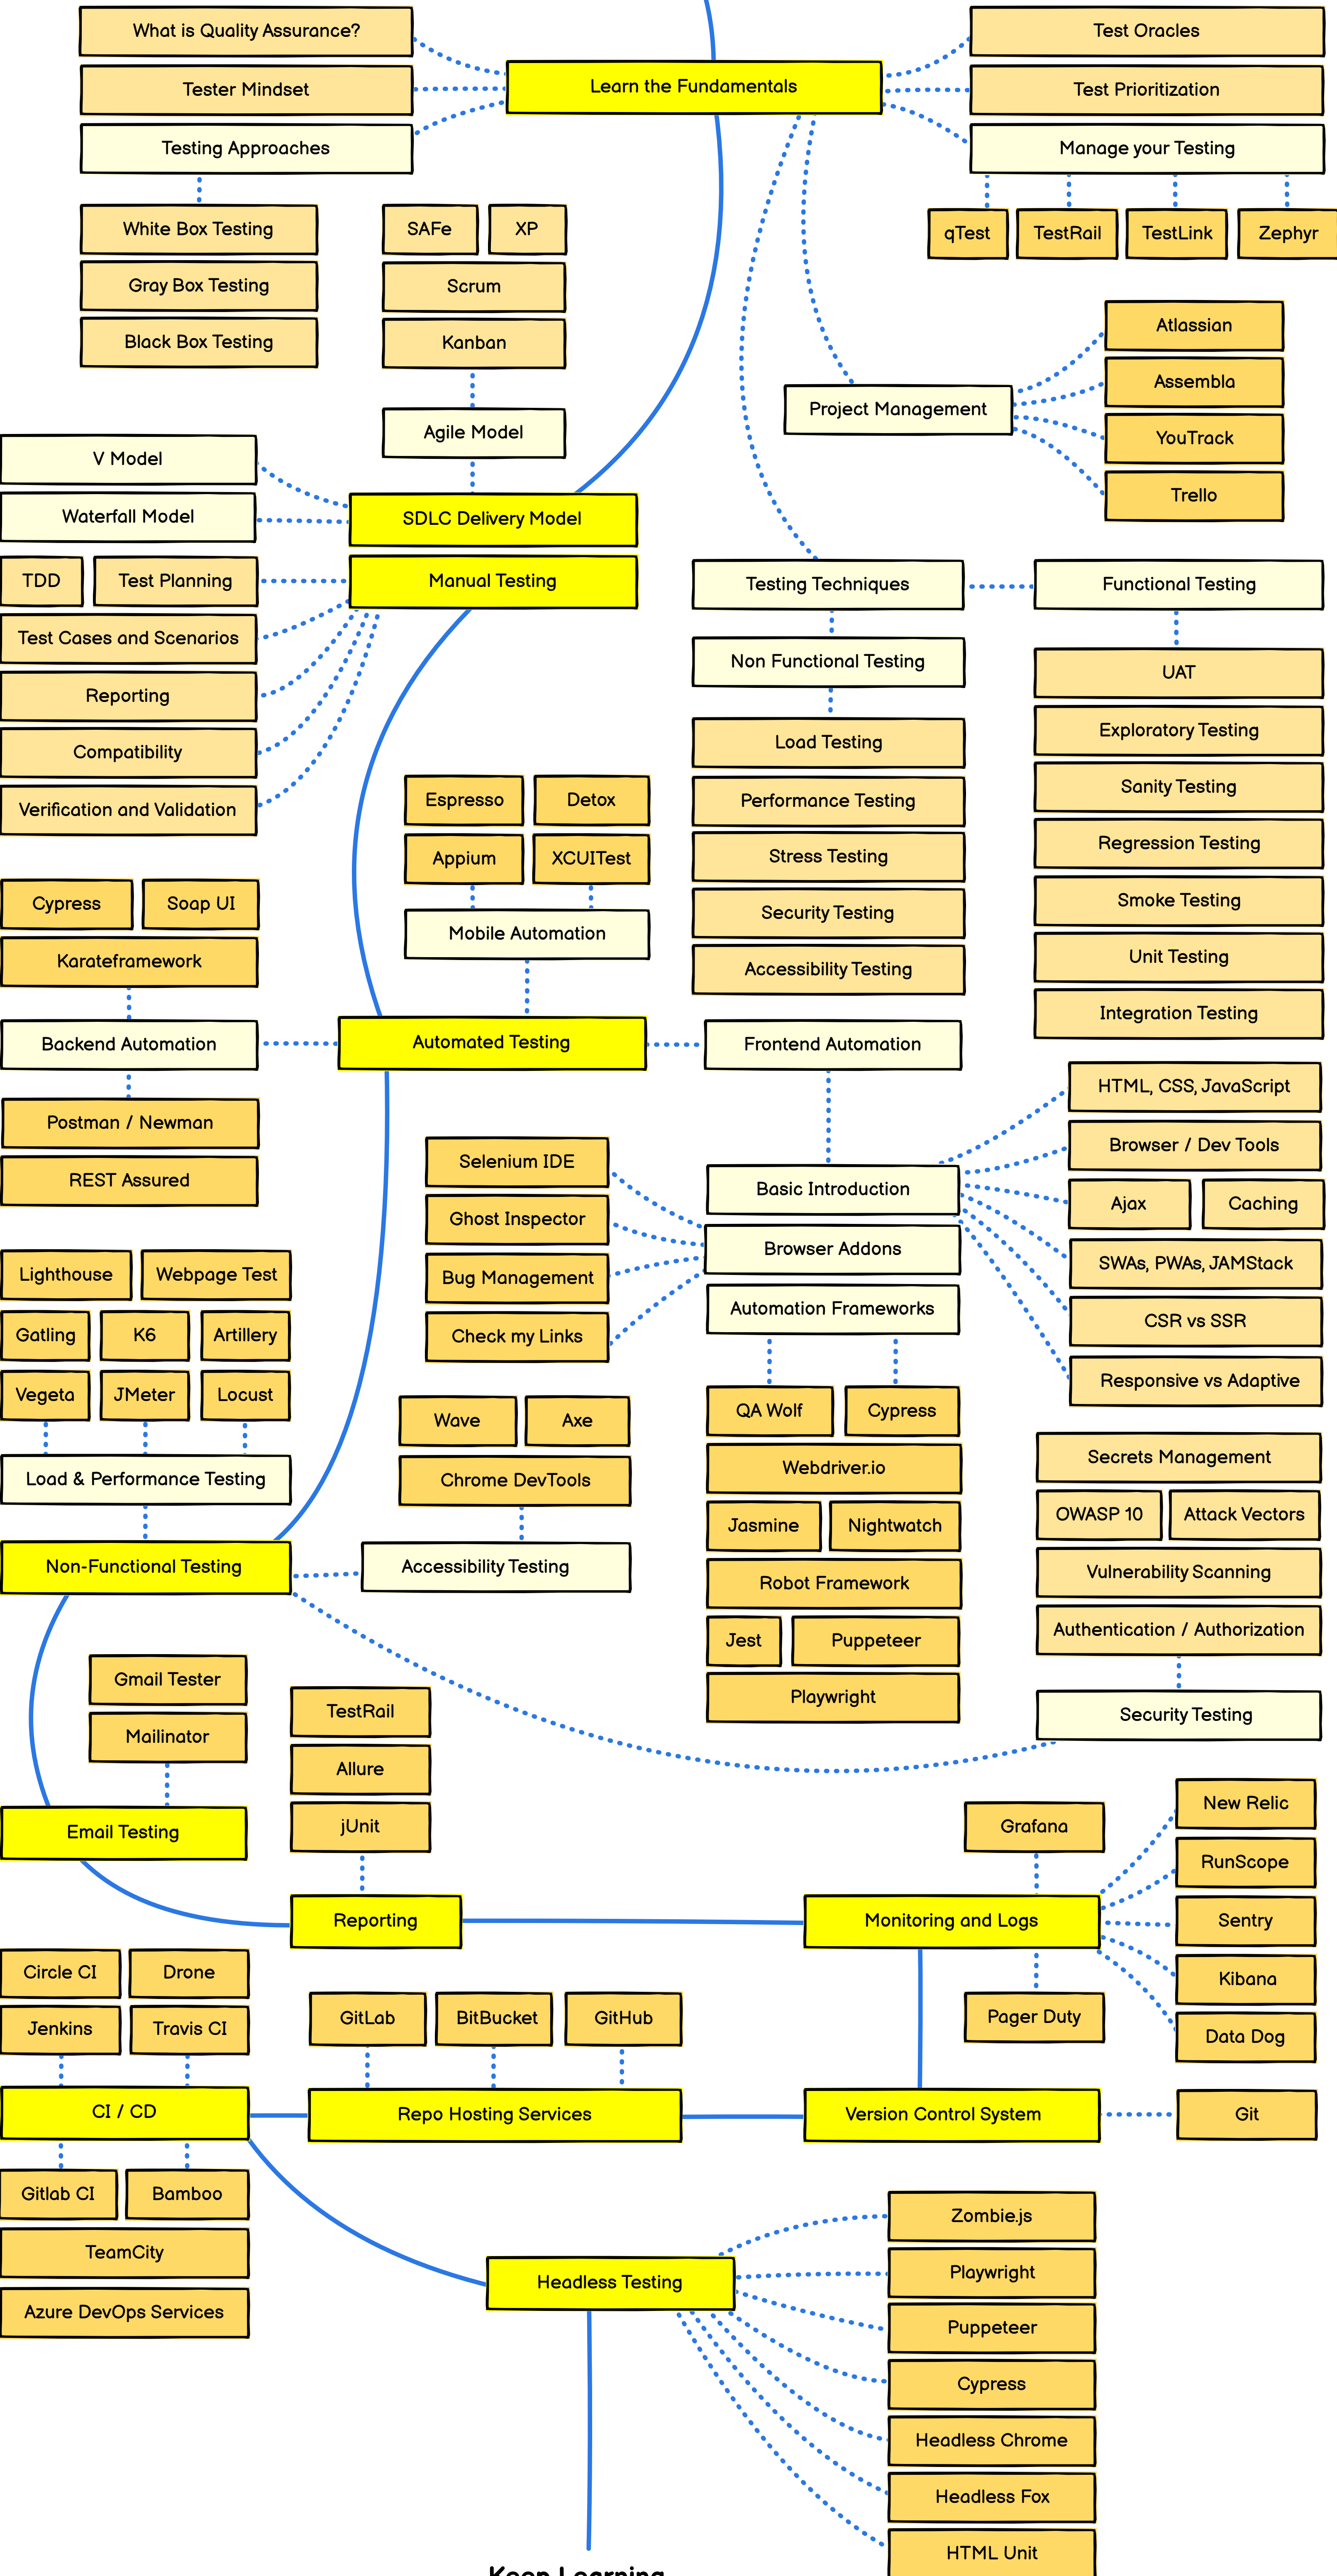 What is Quality Assurance?
Tester Mindset
Testing Approaches
Learn the Fundamentals
Test Oracles
Test Prioritization
Manage your Testing
qTest
TestRail
TestLink
Zephyr
White Box Testing
Gray Box Testing
Black Box Testing
SAFe
XP
Scrum
Kanban
Agile Model
Project Management
Atlassian
Assembla
YouTrack
Trello
V Model
Waterfall Model
SDLC Delivery Model
Manual Testing
TDD
Test Planning
Test Cases and Scenarios
Reporting
Compatibility
Verification and Validation
Testing Techniques
Functional Testing
Non Functional Testing
Load Testing
Performance Testing
Stress Testing
Security Testing
Accessibility Testing
UAT
Exploratory Testing
Sanity Testing
Regression Testing
Smoke Testing
Unit Testing
Integration Testing
Espresso
Detox
Appium
XCUITest
Mobile Automation
Cypress
Soap UI
Karateframework
Backend Automation
Automated Testing
Frontend Automation
Postman / Newman
REST Assured
Basic Introduction
Browser Addons
Automation Frameworks
HTML, CSS, JavaScript
Browser / Dev Tools
Ajax
Caching
SWAs, PWAs, JAMStack
CSR vs SSR
Responsive vs Adaptive
Selenium IDE
Ghost Inspector
Bug Management
Check my Links
QA Wolf
Cypress
Webdriver.io
Jasmine
Nightwatch
Robot Framework
Jest
Puppeteer
Playwright
Lighthouse
Webpage Test
Gatling
K6
Artillery
Vegeta
JMeter
Locust
Load & Performance Testing
Wave
Axe
Chrome DevTools
Non-Functional Testing
Accessibility Testing
Secrets Management
OWASP 10
Attack Vectors
Vulnerability Scanning
Authentication / Authorization
Security Testing
Gmail Tester
Mailinator
Email Testing
TestRail
Allure
jUnit
Reporting
Grafana
Monitoring and Logs
Pager Duty
New Relic
RunScope
Sentry
Kibana
Data Dog
Circle CI
Drone
Jenkins
Travis CI
CI / CD
GitLab
BitBucket
GitHub
Repo Hosting Services
Version Control System
Git
Gitlab CI
Bamboo
TeamCity
Azure DevOps Services
Headless Testing
Zombie.js
Playwright
Puppeteer
Cypress
Headless Chrome
Headless Fox
HTML Unit
Keep Learning